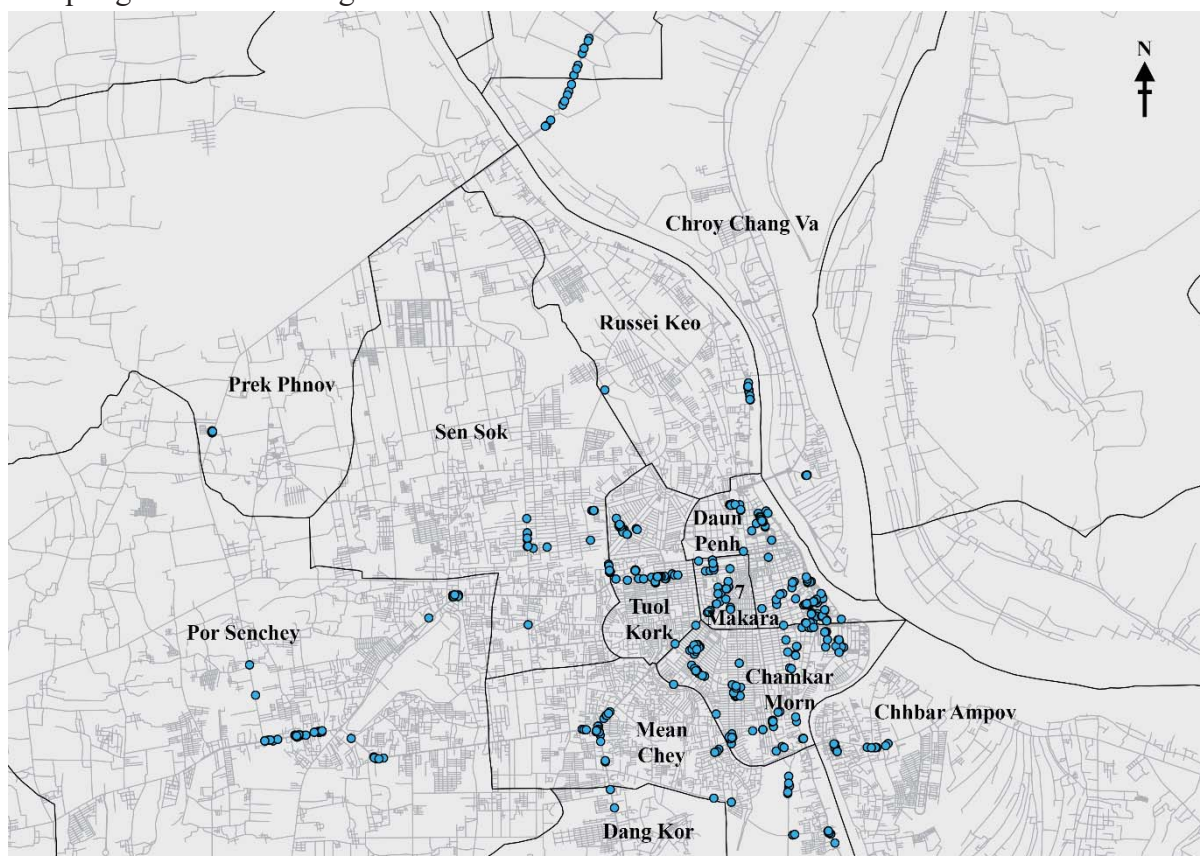 N
Chroy Chang Va
Russei Keo
Prek Phnov
Sen Sok
Daun
Penh
7
Makara
Tuol
Kork
Por Senchey
Chamkar
Morn
Chhbar Ampov
Mean
Chey
Dang Kor